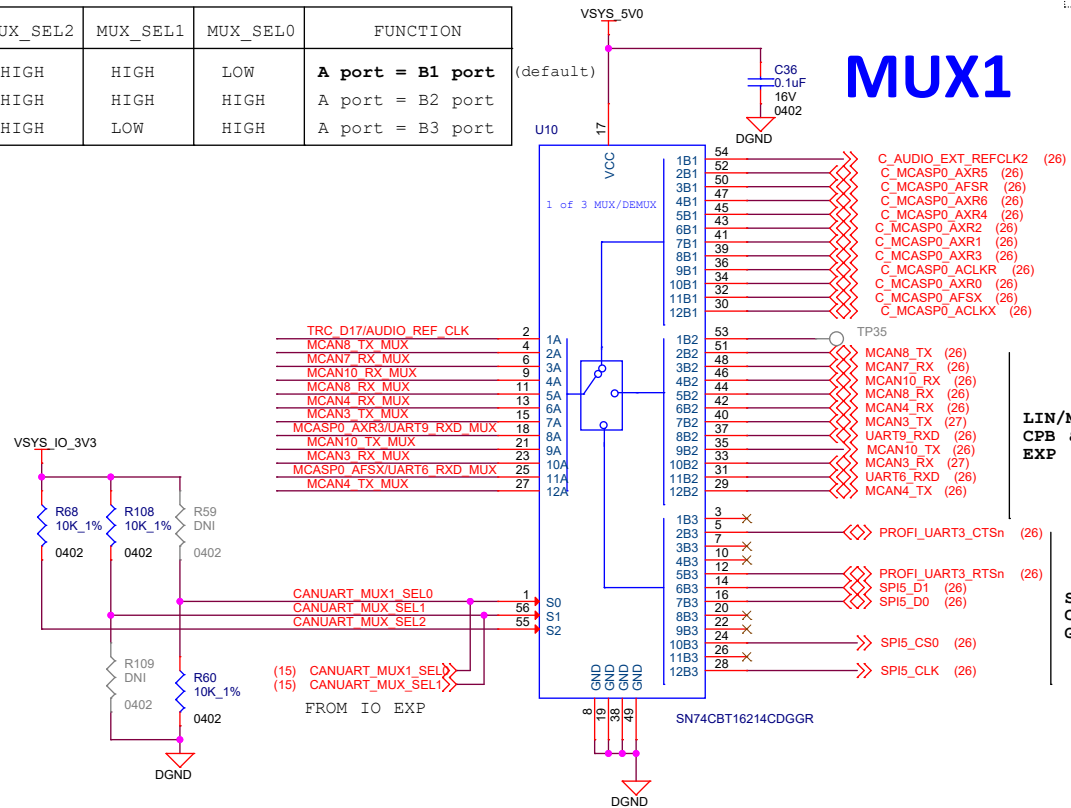 UX_SEL2 MUX_SEL1 MUX_SEL0 FUNCTION
HIGH HIGH LOW A port = B1 port (default)
HIGH HIGH HIGH A port = B2 port
HIGH LOW HIGH A port = B3 port
VSYS_5V0
MUX1
C36
0.1uF
16V
0402
DGND
U10
17
VCC
1 of 3 MUX/DEMUX
1B1 54 C_AUDIO_EXT_REFCLK2 (26)
2B1 52 C_MCASP0_AXR5 (26)
3B1 50 C_MCASP0_AFSR (26)
4B1 47 C_MCASP0_AXR6 (26)
5B1 45 C_MCASP0_AXR4 (26)
6B1 43 C_MCASP0_AXR2 (26)
7B1 41 C_MCASP0_AXR1 (26)
8B1 39 C_MCASP0_AXR3 (26)
9B1 36 C_MCASP0_ACLKR (26)
10B1 34 C_MCASP0_AXR0 (26)
11B1 32 C_MCASP0_AFSX (26)
12B1 30 C_MCASP0_ACLKX (26)
TRC_D17/AUDIO_REF_CLK 2 1A
MCAN8_TX_MUX 4 2A
MCAN7_RX_MUX 6 3A
MCAN10_RX_MUX 9 4A
MCAN8_RX_MUX 11 5A
MCAN4_RX_MUX 13 6A
MCAN3_TX_MUX 15 7A
MCASP0_AXR3/UART9_RXD_MUX 18 8A
MCAN10_TX_MUX 21 9A
MCAN3_RX_MUX 23 10A
MCASP0_AFSX/UART6_RXD_MUX 25 11A
MCAN4_TX_MUX 27 12A
1B2 53 TP35
2B2 51 MCAN8_TX (26)
3B2 48 MCAN7_RX (26)
4B2 46 MCAN10_RX (26)
5B2 44 MCAN8_RX (26)
6B2 42 MCAN4_RX (26)
7B2 40 MCAN3_TX (27)
8B2 37 UART9_RXD (26)
9B2 35 MCAN10_TX (26)
10B2 33 MCAN3_RX (27)
11B2 31 UART6_RXD (26)
12B2 29 MCAN4_TX (26)
LIN/M
CPB
EXP
1B3 3
2B3 5 PROFI_UART3_CTSn (26)
3B3 7
4B3 10
5B3 12 PROFI_UART3_RTSn (26)
6B3 14 SPI5_D1 (26)
7B3 16 SPI5_D0 (26)
8B3 20
9B3 22
10B3 24 SPI5_CS0 (26)
11B3 26
12B3 28 SPI5_CLK (26)
VSYS_IO_3V3
R68
10K_1%
0402
R108
10K_1%
0402
R59
DNI
0402
CANUART_MUX1_SEL0 1 S0
CANUART_MUX_SEL1 56 S1
CANUART_MUX_SEL2 55 S2
R109
DNI
0402
R60
10K_1%
0402
(15) CANUART_MUX1_SEL0
(15) CANUART_MUX_SEL1
FROM IO EXP
DGND
GND GND GND GND
8 19 38 49
SN74CBT16214CDGGR
DGND